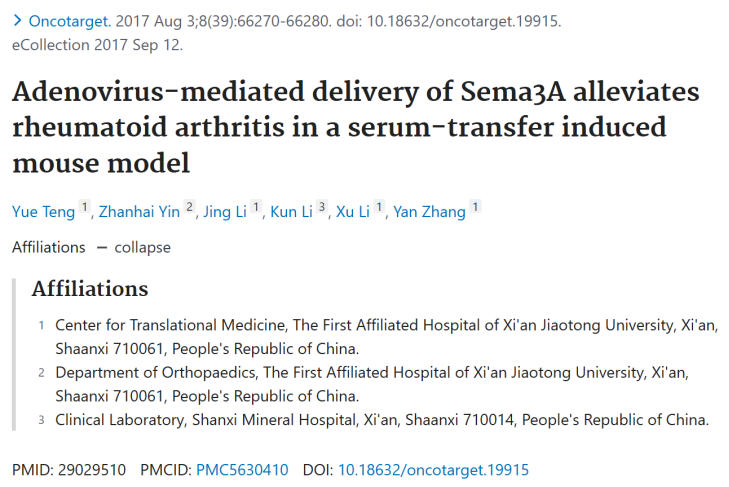 Oncotarget. 2017 Aug 3;8(39):66270-66280. doi: 10.18632/oncotarget.19915.
eCollection 2017 Sep 12.
Adenovirus-mediated delivery of Sema3A alleviates
rheumatoid arthritis in a serum-transfer induced
mouse model
Yue Teng 1, Zhanhai Yin 2, Jing Li 1, Kun Li 3, Xu Li 1, Yan Zhang 1
Affiliations — collapse
Affiliations
1 Center for Translational Medicine, The First Affiliated Hospital of Xi'an Jiaotong University, Xi'an,
Shaanxi 710061, People's Republic of China.
2 Department of Orthopaedics, The First Affiliated Hospital of Xi'an Jiaotong University, Xi'an,
Shaanxi 710061, People's Republic of China.
3 Clinical Laboratory, Shanxi Mineral Hospital, Xi'an, Shaanxi 710014, People's Republic of China.
PMID: 29029510 PMCID: PMC5630410 DOI: 10.18632/oncotarget.19915